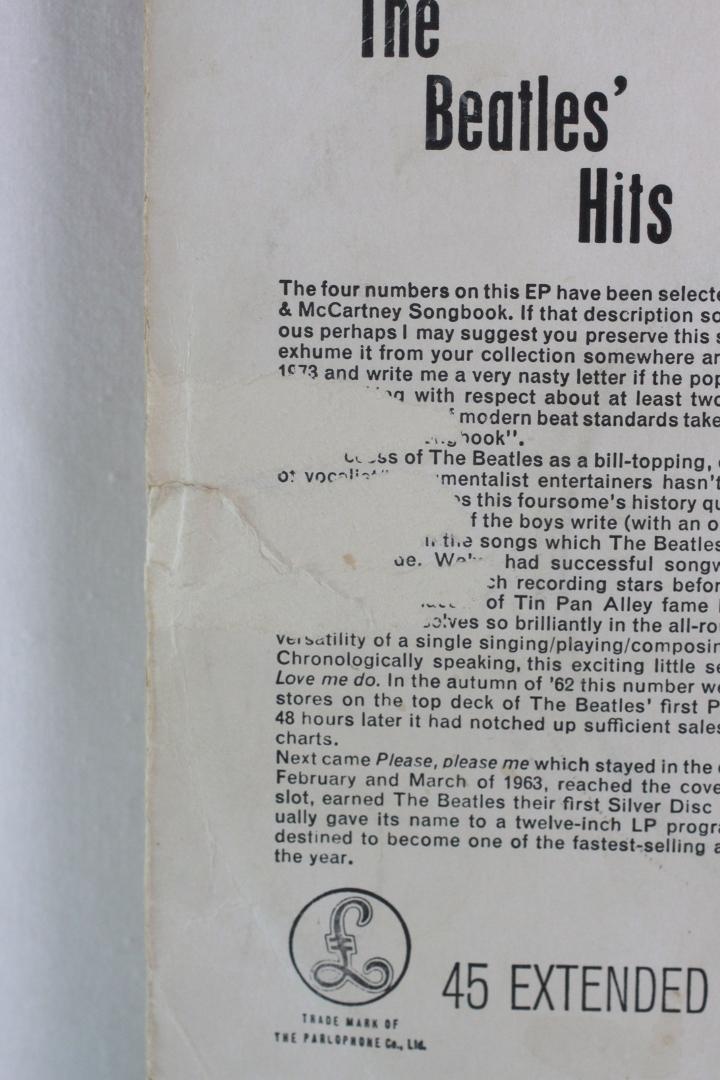 The
Beatles'
Hits
The four numbers on this EP have been selecte
& McCartney Songbook. If that description so
ous perhaps I may suggest you preserve this s
exhume it from your collection somewhere ar
1973 and write me a very nasty letter if the pop
with respect about at least two
modern beat standards take
book".
ss of The Beatles as a bill-topping,
of mentalist entertainers hasn't
s this foursome's history qu
f the boys write (with an o
the songs which The Beatles
ue. had successful songw
ch recording stars befor
of Tin Pan Alley fame
olves so brilliantly in the all-ro
versatility of a single singing/playing/composin
Chronologically speaking, this exciting little se
Love me do. In the autumn of '62 this number we
stores on the top deck of The Beatles' first P
48 hours later it had notched up sufficient sales
charts.
Next came Please, please me which stayed in the
February and March of 1963, reached the cove
slot, earned The Beatles their first Silver Disc
ually gave its name to a twelve-inch LP progra
destined to become one of the fastest-selling a
the year.
£
45 EXTENDED
TRADE MARK OF
THE PARLOPHONE Co., Ltd.